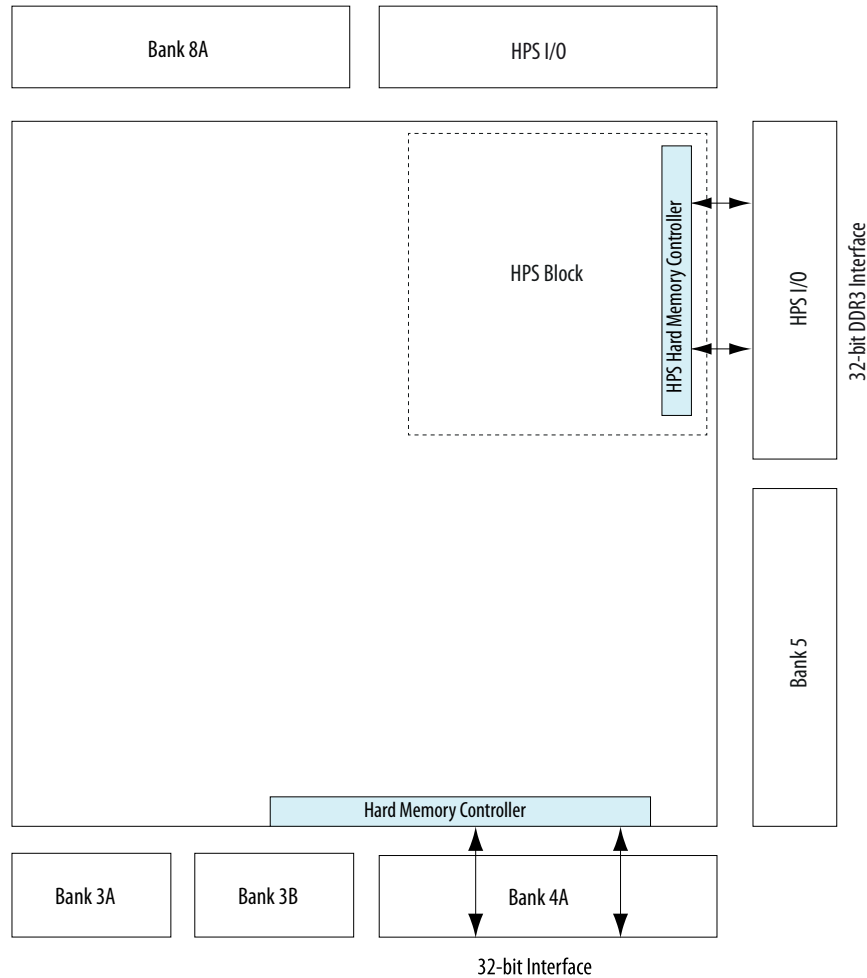 Bank 8A
HPS I/O
HPS Block
HPS Hard Memory Controller
HPS I/O
32-bit DDR3 Interface
Bank 5
Hard Memory Controller
Bank 3A
Bank 3B
Bank 4A
32-bit Interface